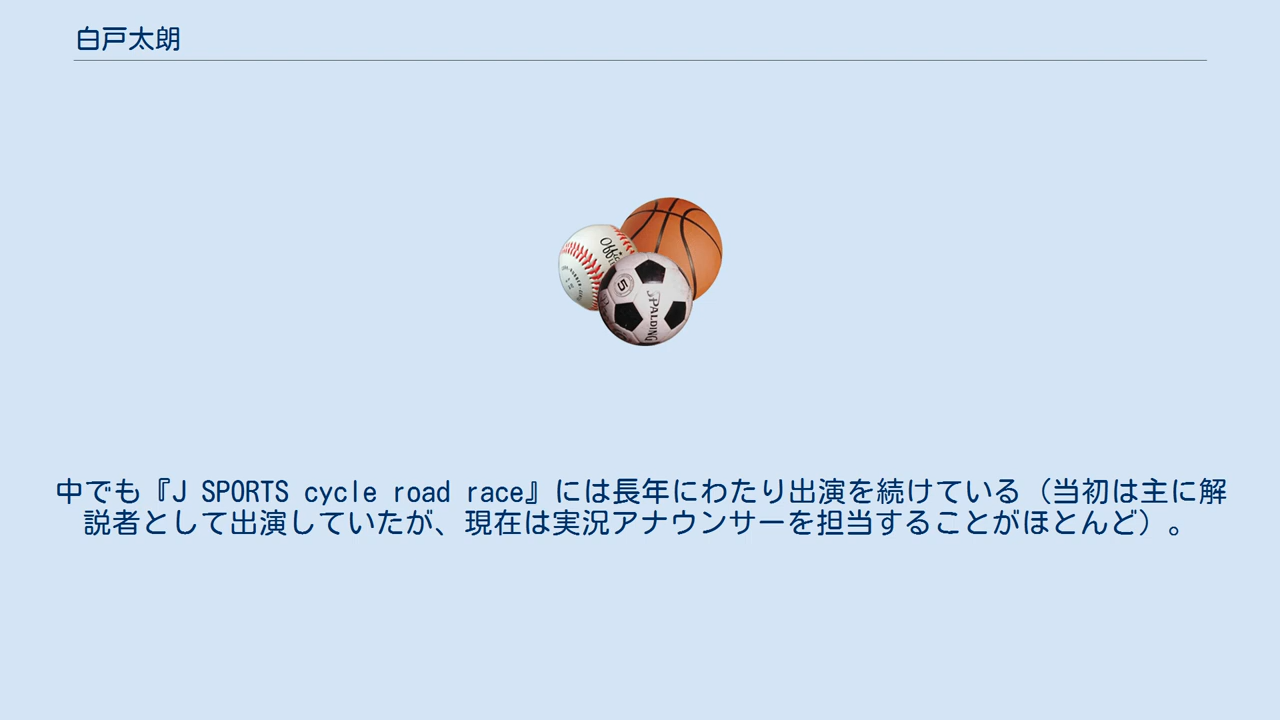 白戸太朗
Offici
5
SPALDING
中でも『J SPORTS cycle road race』には長年にわたり出演を続けている（当初は主に解
説者として出演していたが、現在は実況アナウンサーを担当することがほとんど）。